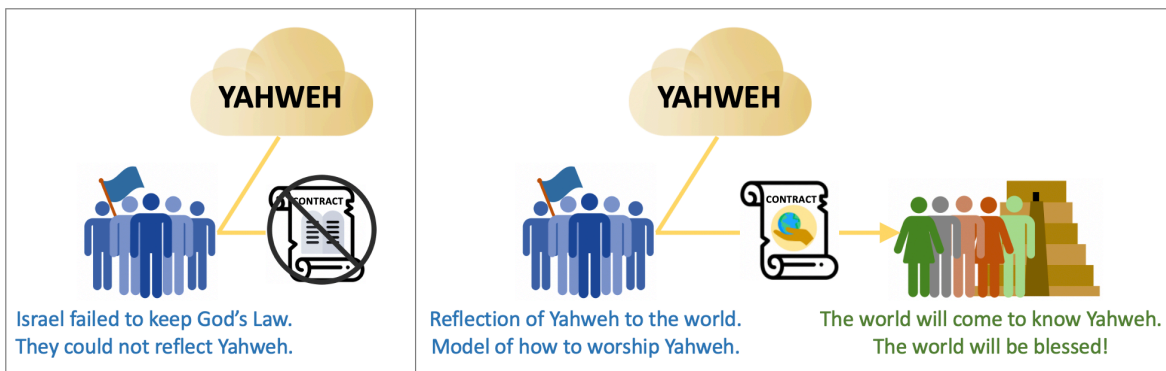 YAHWEH
CONTRACT
Israel failed to keep God's Law.
They could not reflect Yahweh.
YAHWEH
CONTRACT
Reflection of Yahweh to the world.
Model of how to worship Yahweh.
The world will come to know Yahweh.
The world will be blessed!